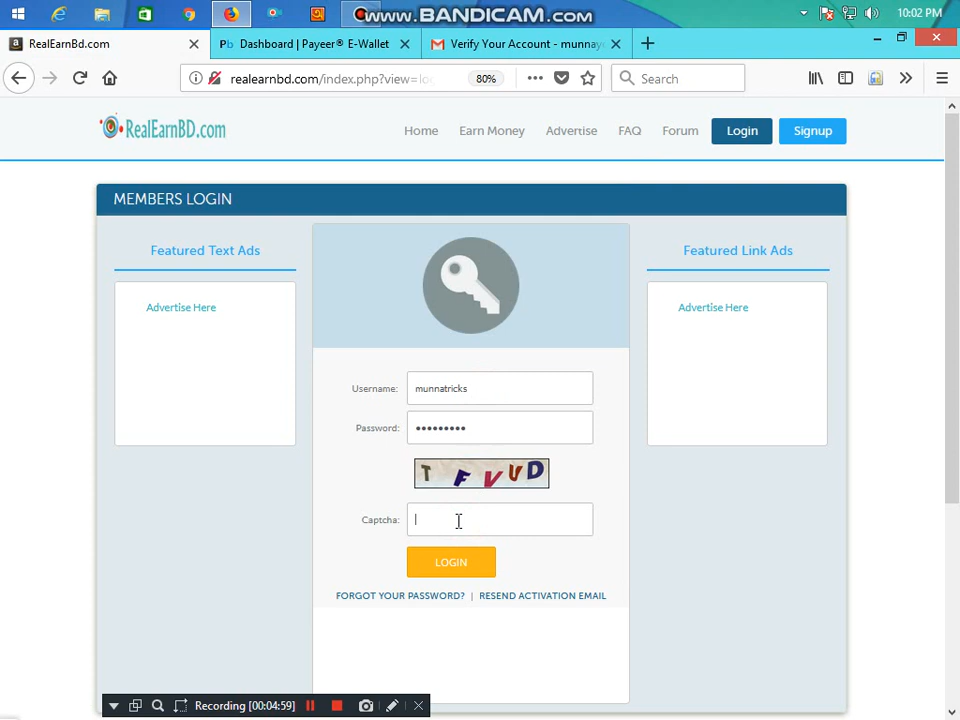 www.BANDICAM.com
10:02 PM
RealEarnBd.com
Dashboard | Payeer® E-Wallet
Verify Your Account - munnay
realearnbd.com/index.php?view=lo
80%
Search
RealEarnBD.com
Home
Earn Money
Advertise
FAQ
Forum
Login
Signup
MEMBERS LOGIN
Featured Text Ads
Advertise Here
Username:
munnatricks
Password:
•••••••••
T F V U D
Captcha:
LOGIN
FORGOT YOUR PASSWORD? | RESEND ACTIVATION EMAIL
Featured Link Ads
Advertise Here
Recording [00:04:59]